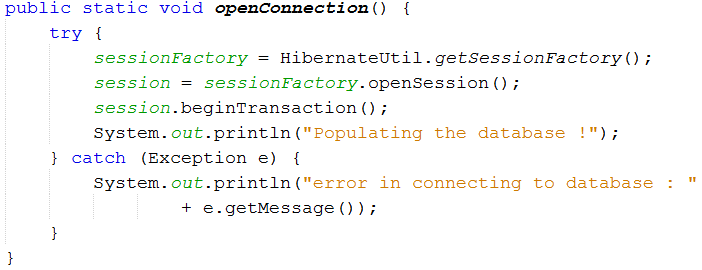 public static void openConnection() {
    try {
        sessionFactory = HibernateUtil.getSessionFactory();
        session = sessionFactory.openSession();
        session.beginTransaction();
        System.out.println("Populating the database !");
    } catch (Exception e) {
        System.out.println("error in connecting to database : "
                + e.getMessage());
    }
}